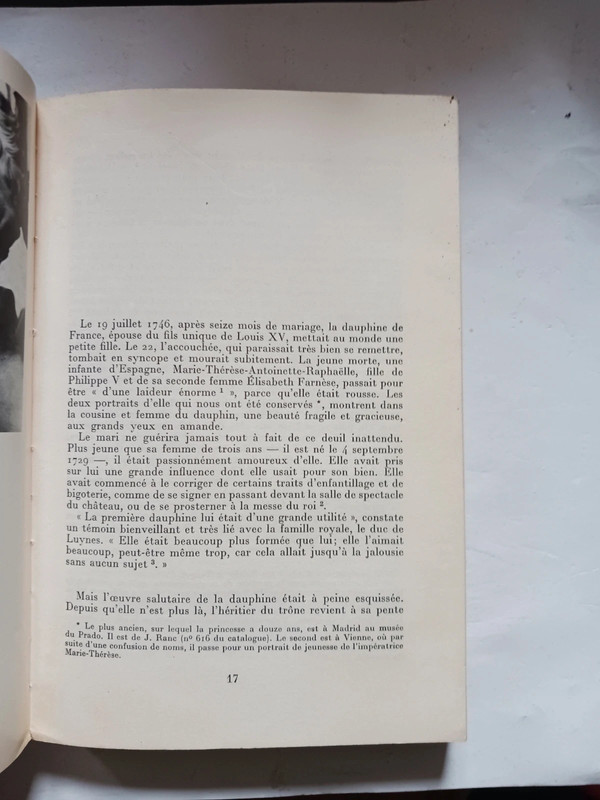 Le 19 juillet 1746, après seize mois de mariage, la dauphine de
France, épouse du fils unique de Louis XV, mettait au monde une
petite fille. Le 22, l'accouchée, qui paraissait très bien se remettre,
tombait en syncope et mourait subitement. La jeune morte, une
infante d'Espagne, Marie-Thérèse-Antoinette-Raphaëlle, fille de
Philippe V et de sa seconde femme Élisabeth Farnèse, passait pour
être « d'une laideur énorme ¹ », parce qu'elle était rousse. Les
deux portraits d'elle qui nous ont été conservés *, montrent dans
la cousine et femme du dauphin, une beauté fragile et gracieuse,
aux grands yeux en amande.
Le mari ne guérira jamais tout à fait de ce deuil inattendu.
Plus jeune que sa femme de trois ans — il est né le 4 septembre
1729 —, il était passionnément amoureux d'elle. Elle avait pris
sur lui une grande influence dont elle usait pour son bien. Elle
avait commencé à le corriger de certains traits d'enfantillage et de
bigoterie, comme de se signer en passant devant la salle de spectacle
du château, ou de se prosterner à la messe du roi ².
« La première dauphine lui était d'une grande utilité », constate
un témoin bienveillant et très lié avec la famille royale, le duc de
Luynes. « Elle était beaucoup plus formée que lui; elle l'aimait
beaucoup, peut-être même trop, car cela allait jusqu'à la jalousie
sans aucun sujet ³. »
Mais l'œuvre salutaire de la dauphine était à peine esquissée.
Depuis qu'elle n'est plus là, l'héritier du trône revient à sa pente
* Le plus ancien, sur lequel la princesse a douze ans, est à Madrid au musée
du Prado. Il est de J. Ranc (nº 616 du catalogue). Le second est à Vienne, où par
suite d'une confusion de noms, il passe pour un portrait de jeunesse de l'impératrice
Marie-Thérèse.
17